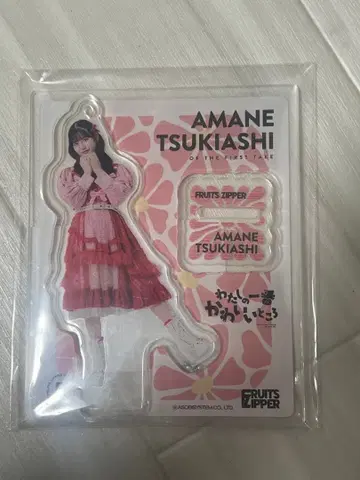 AMANE
TSUKIASHI
OF THE FIRST TAKE
FRUITS ZIPPER
AMANE
TSUKIASHI
わたしの一番
かわいいところ
FRUITS
ZIPPER